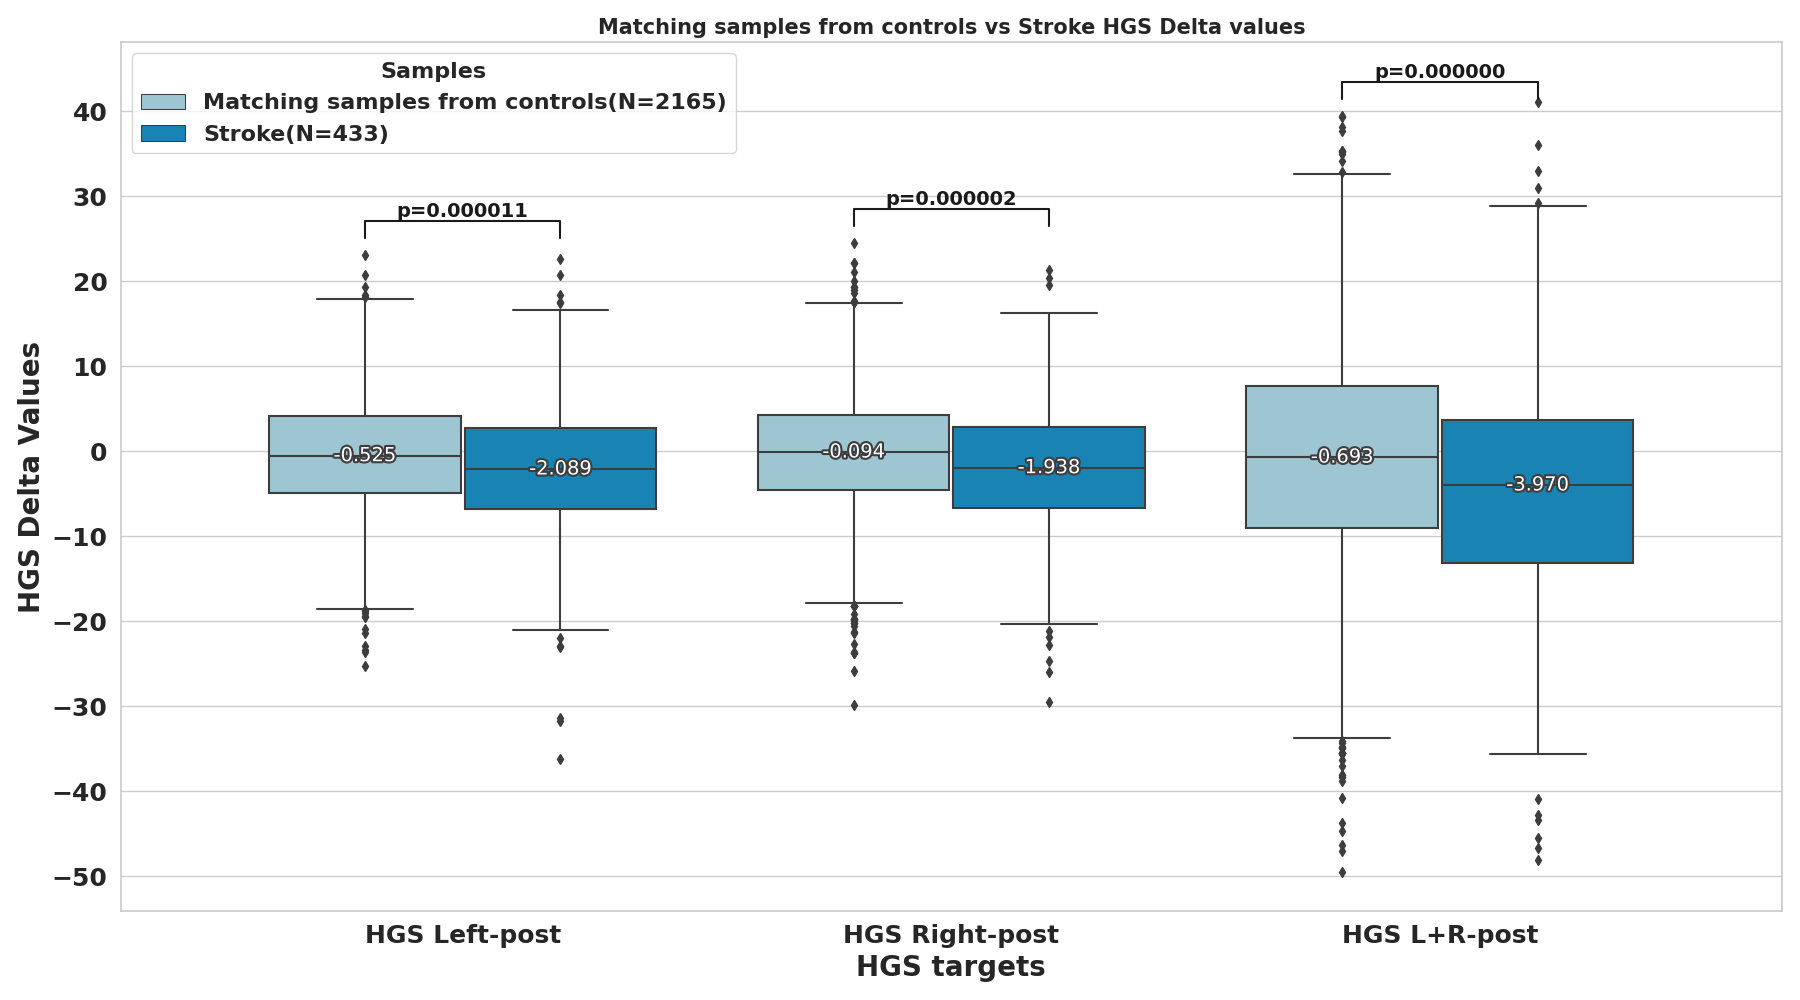 Matching samples from controls vs Stroke HGS Delta values
Samples
Matching samples from controls(N=2165)
Stroke(N=433)
p=0.000011
p=0.000002
p=0.000000
HGS Delta Values
40
30
20
10
0
−10
−20
−30
−40
−50
-0.525
-2.089
-0.094
-1.938
-0.693
-3.970
HGS Left-post
HGS Right-post
HGS L+R-post
HGS targets